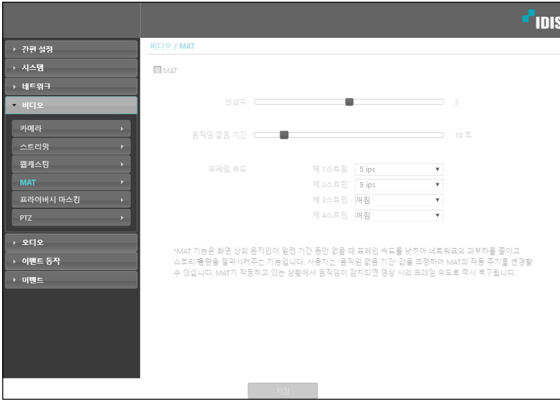 IDIS
간편 설정
시스템
네트워크
비디오
카메라
스트리밍
웹캐스팅
MAT
프라이버시 마스킹
PTZ
오디오
이벤트 동작
이벤트
비디오 / MAT
MAT
민감도 5
움직임 없음 기간 10 초
프레임 속도 제 1스트림 5 ips
제 2스트림 5 ips
제 3스트림 꺼짐
제 4스트림 꺼짐
*MAT 기능은 화면 상의 움직임이 일정 기간 동안 없을 때 프레임 속도를 낮추어 네트워크의 과부하를 줄이고
용량을 절약시켜주는 기능입니다. 사용자는 '움직임 없음 기간' 값을 조정하여 MAT의 작동 주기를 변경할
수 있습니다. MAT가 작동하고 있는 상황에서 움직임이 감지되면 정상 시의 프레임 속도로 즉시 복구됩니다.
저장